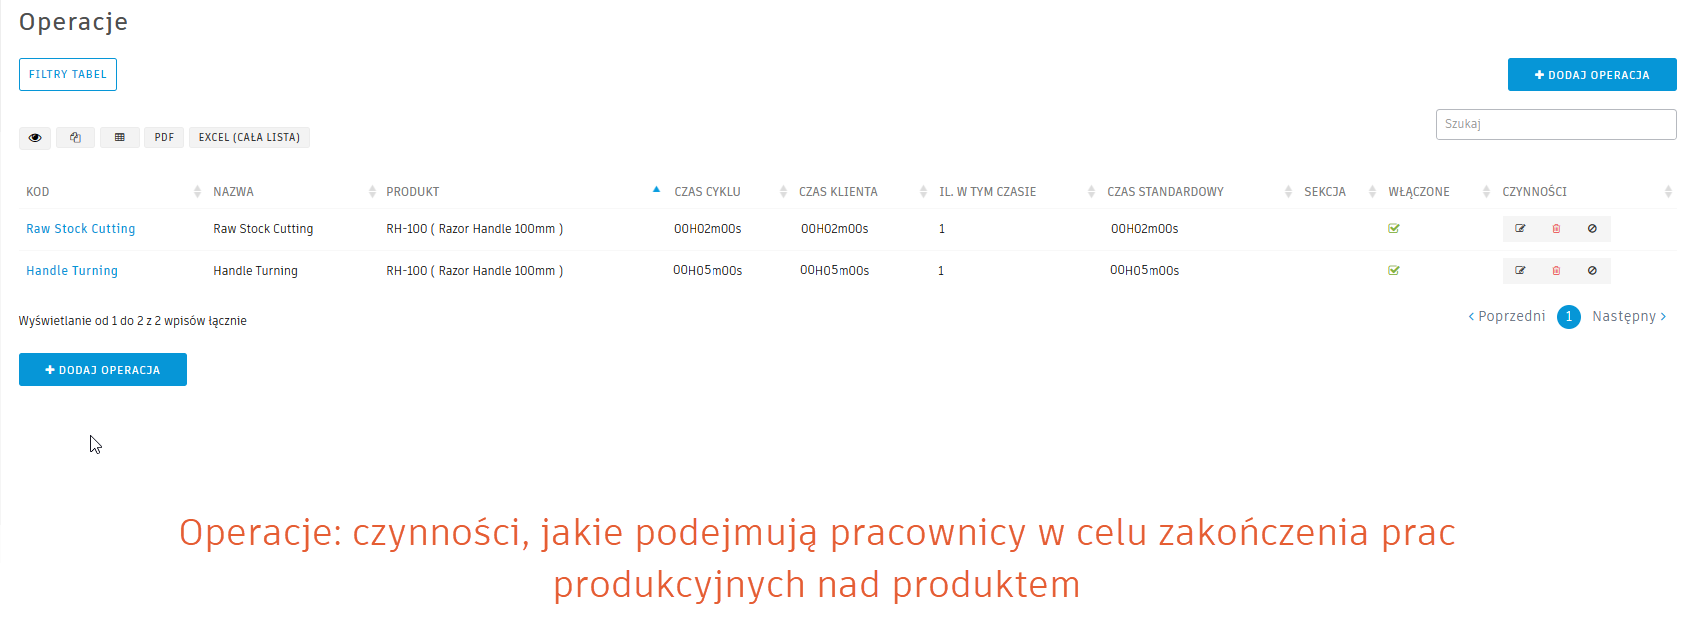 Operacje
FILTRY TABEL
DODAJ OPERACJA
Szukaj
PDF EXCEL (CAŁA LISTA)
KOD NAZWA PRODUKT CZAS CYKLU CZAS KLIENTA IL. W TYM CZASIE CZAS STANDARDOWY SEKCJA WŁĄCZONE CZYNNOŚCI
Raw Stock Cutting Raw Stock Cutting RH-100 ( Razor Handle 100mm ) 00H02m00s 00H02m00s 1 00H02m00s
Handle Turning Handle Turning RH-100 ( Razor Handle 100mm ) 00H05m00s 00H05m00s 1 00H05m00s
Wyświetlanie od 1 do 2 z 2 wpisów łącznie
Poprzedni 1 Następny
DODAJ OPERACJA
Operacje: czynności, jakie podejmują pracownicy w celu zakończenia prac
produkcyjnych nad produktem